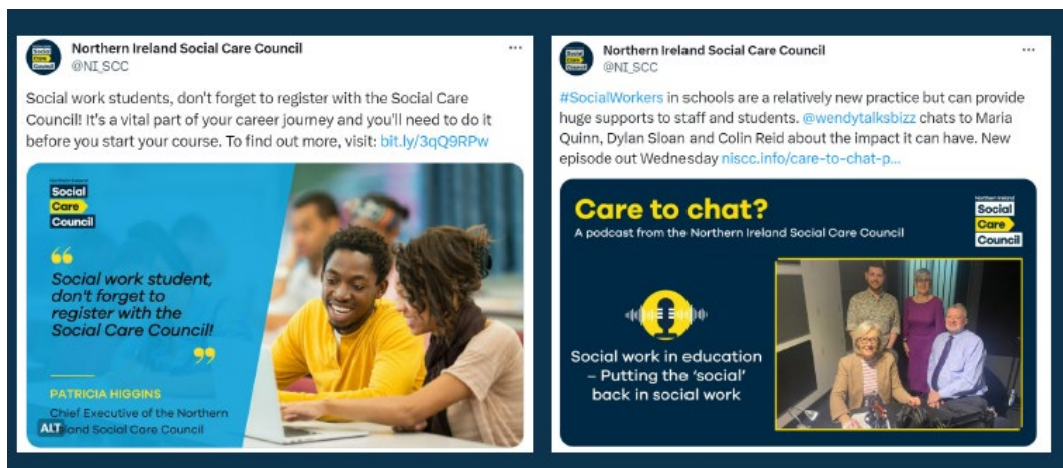 Northern Ireland Social Care Council
@NI_SCC
Social work students, don't forget to register with the Social Care
Council! It's a vital part of your career journey and you'll need to do it
before you start your course. To find out more, visit: bit.ly/3qQ9RPw
Northern Ireland
Social
Care
Council
“
Social work student,
don't forget to
register with the
Social Care Council!
”
PATRICIA HIGGINS
Chief Executive of the Northern
ALT land Social Care Council
Northern Ireland Social Care Council
@NI_SCC
#SocialWorkers in schools are a relatively new practice but can provide
huge supports to staff and students. @wendytalksbizz chats to Maria
Quinn, Dylan Sloan and Colin Reid about the impact it can have. New
episode out Wednesday niscc.info/care-to-chat-p...
Care to chat?
A podcast from the Northern Ireland Social Care Council
Northern Ireland
Social
Care
Council
Social work in education
– Putting the ‘social’
back in social work